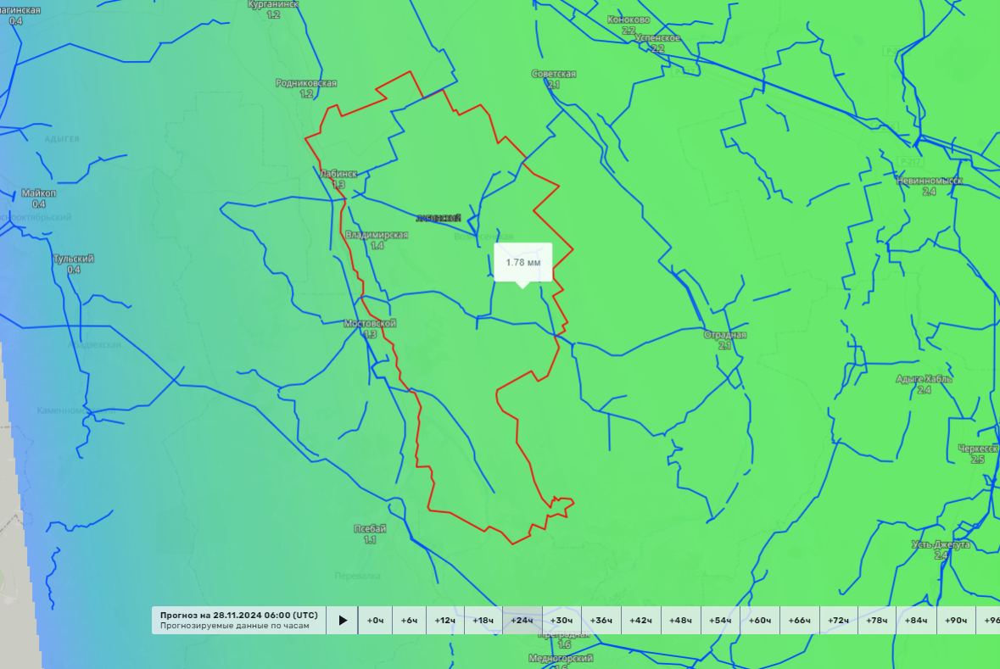 Курганинск
1.2
0.4
Коноково
2.2
Успенское
2.2
Родниковская
1.2
Советская
2.1
АДЫГЕЯ
Р-217
Лабинск
1.3
Невинномысск
2.4
Майкоп
0.4
Владимирская
1.4
Тульский
0.4
1.78 мм
Мостовской
1.3
Отрадная
2.1
Адыге-Хабль
2.4
Черкесск
2.5
Псебай
1.1
Усть-Джегута
2.4
Перевалка
Прогноз на 28.11.2024 06:00 (UTC)
Прогнозируемые данные по часам
+0ч +6ч +12ч +18ч +24ч +30ч +36ч +42ч +48ч +54ч +60ч +66ч +72ч +78ч +84ч +90ч +96
Преградная
1.6
Медногорский